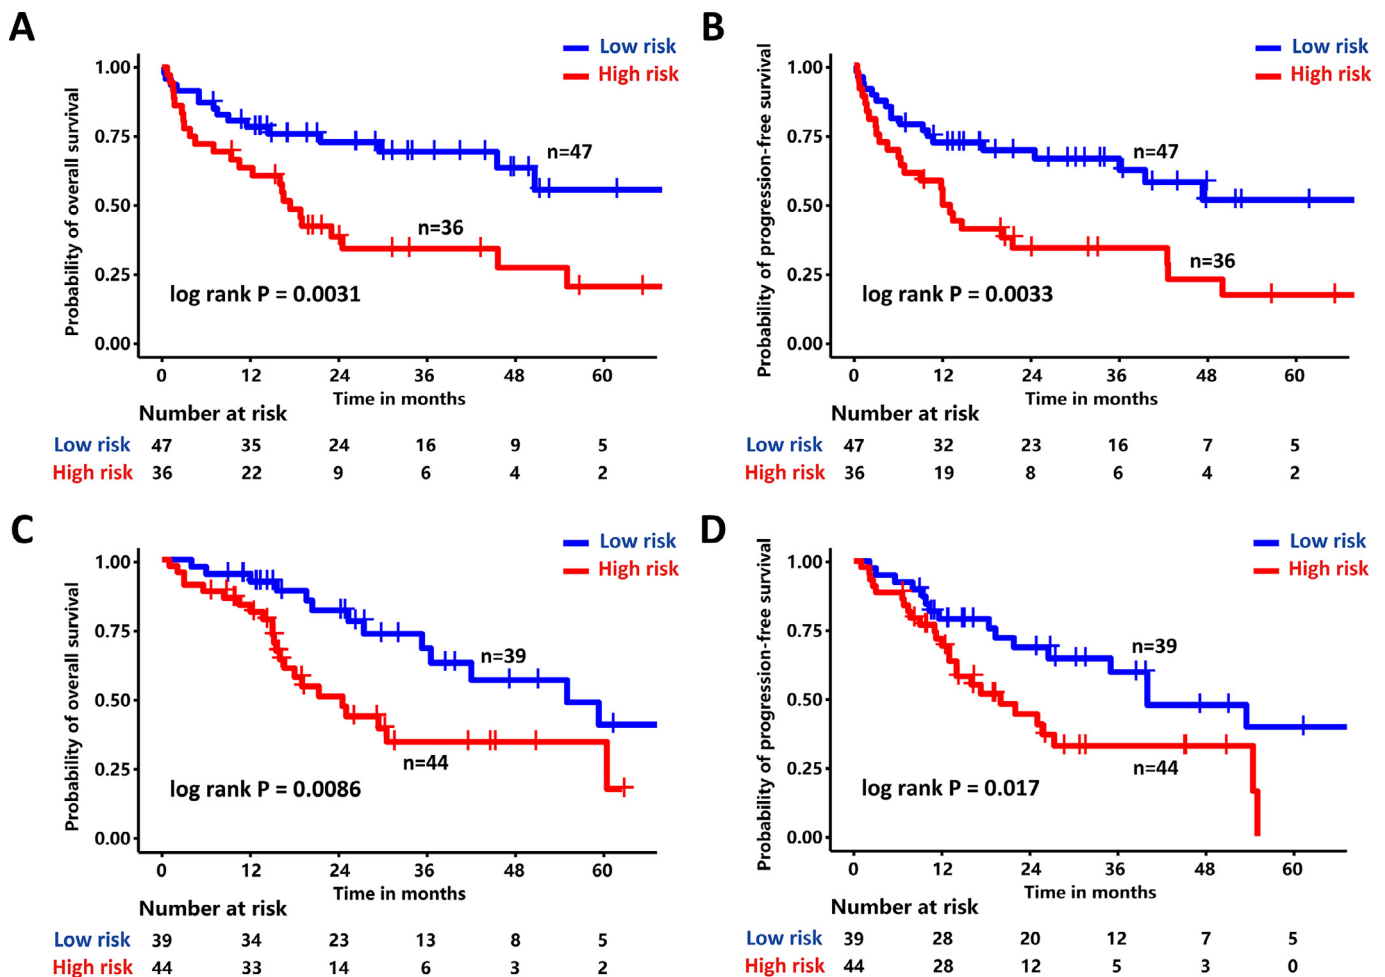 A
Low risk
High risk
Probability of overall survival
1.00
0.75
0.50
0.25
0.00
n=47
n=36
log rank P = 0.0031
0 12 24 36 48 60
Time in months
Number at risk
Low risk 47 35 24 16 9 5
High risk 36 22 9 6 4 2
B
Low risk
High risk
Probability of progression-free survival
1.00
0.75
0.50
0.25
0.00
n=47
n=36
log rank P = 0.0033
0 12 24 36 48 60
Time in months
Number at risk
Low risk 47 32 23 16 7 5
High risk 36 19 8 6 4 2
C
Low risk
High risk
Probability of overall survival
1.00
0.75
0.50
0.25
0.00
n=39
n=44
log rank P = 0.0086
0 12 24 36 48 60
Time in months
Number at risk
Low risk 39 34 23 13 8 5
High risk 44 33 14 6 3 2
D
Low risk
High risk
Probability of progression-free survival
1.00
0.75
0.50
0.25
0.00
n=39
n=44
log rank P = 0.017
0 12 24 36 48 60
Time in months
Number at risk
Low risk 39 28 20 12 7 5
High risk 44 28 12 5 3 0